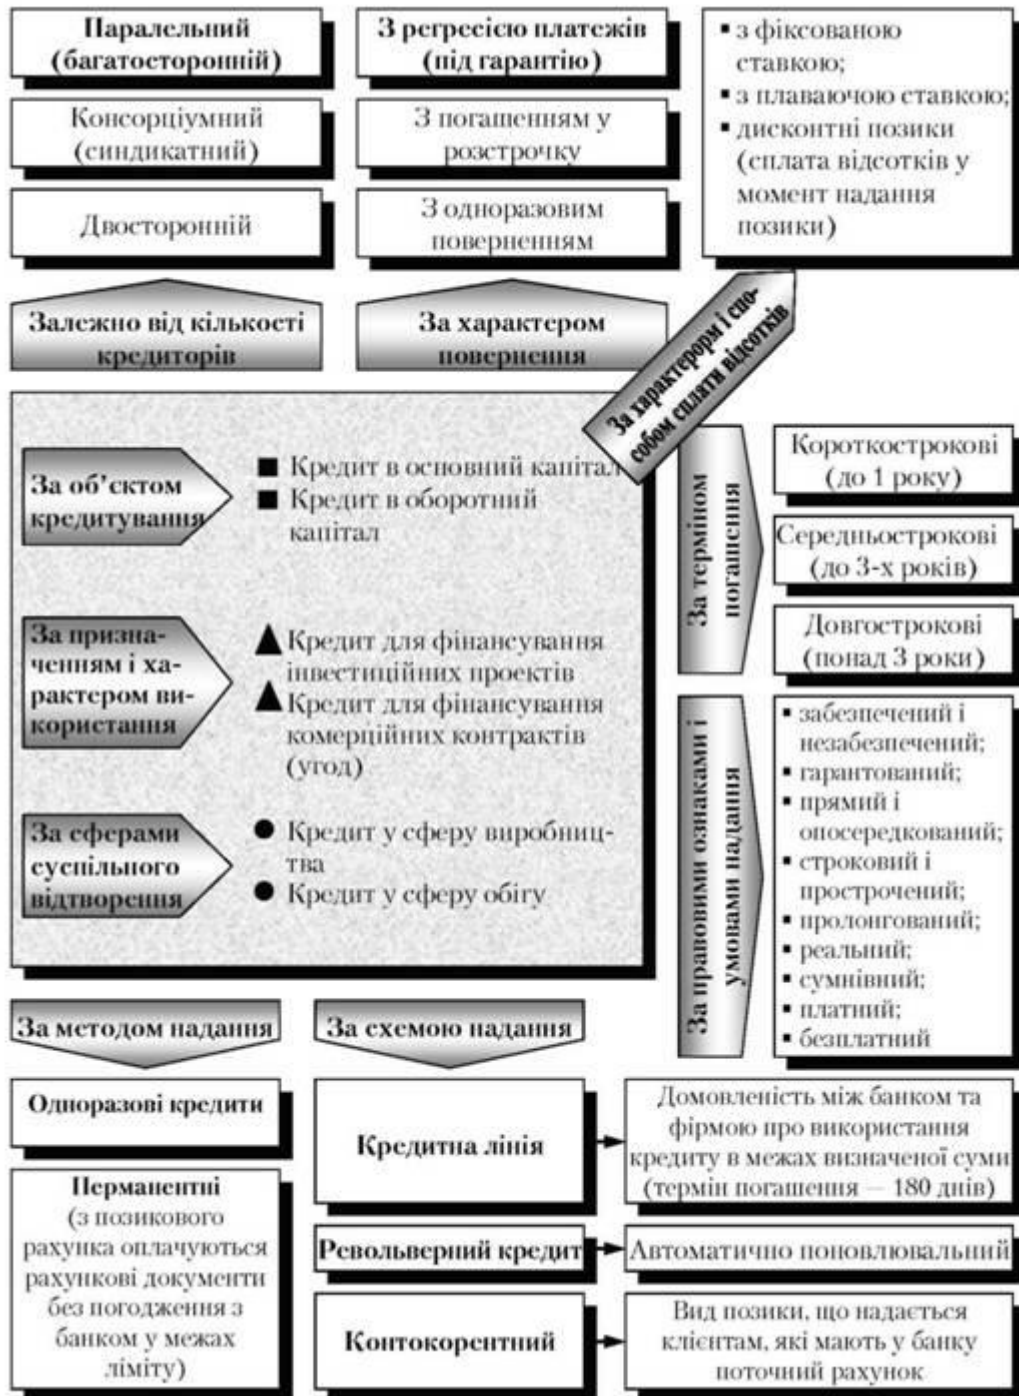 Паралельний
(багатосторонній)
Консорціумний
(синдикатний)
Двосторонній
Залежно від кількості
кредиторів
З регресією платежів
(під гарантію)
З погашенням у
розстрочку
З одноразовим
поверненням
За характером
повернення
▪ з фіксованою
ставкою;
▪ з плаваючою ставкою;
▪ дисконтні позики
(сплата відсотків у
момент надання
позики)
За характерорм і спо-
собом сплати відсотків
За об’єктом
кредитування
■ Кредит в основний капітал
■ Кредит в оборотний
капітал
За призна-
ченням і ха-
рактером ви-
користання
▲ Кредит для фінансування
інвестиційних проектів
▲ Кредит для фінансування
комерційних контрактів
(угод)
За сферами
суспільного
відтворення
● Кредит у сферу виробниц-
тва
● Кредит у сферу обігу
За терміном
погашення
Короткострокові
(до 1 року)
Середньострокові
(до 3-х років)
Довгострокові
(понад 3 роки)
За правовими ознаками і
умовами надання
▪ забезпечений і
незабезпечений;
▪ гарантований;
▪ прямий і
опосередкований;
▪ строковий і
прострочений;
▪ пролонгований;
▪ реальний;
▪ сумнівний;
▪ платний;
▪ безплатний
За методом надання
Одноразові кредити
Перманентні
(з позикового
рахунка оплачуються
рахункові документи
без погодження з
банком у межах
ліміту)
За схемою надання
Кредитна лінія
Домовленість між банком та
фірмою про використання
кредиту в межах визначеної суми
(термін погашення — 180 днів)
Револьверний кредит
Автоматично поновлювальний
Контокорентний
Вид позики, що надається
клієнтам, які мають у банку
поточний рахунок